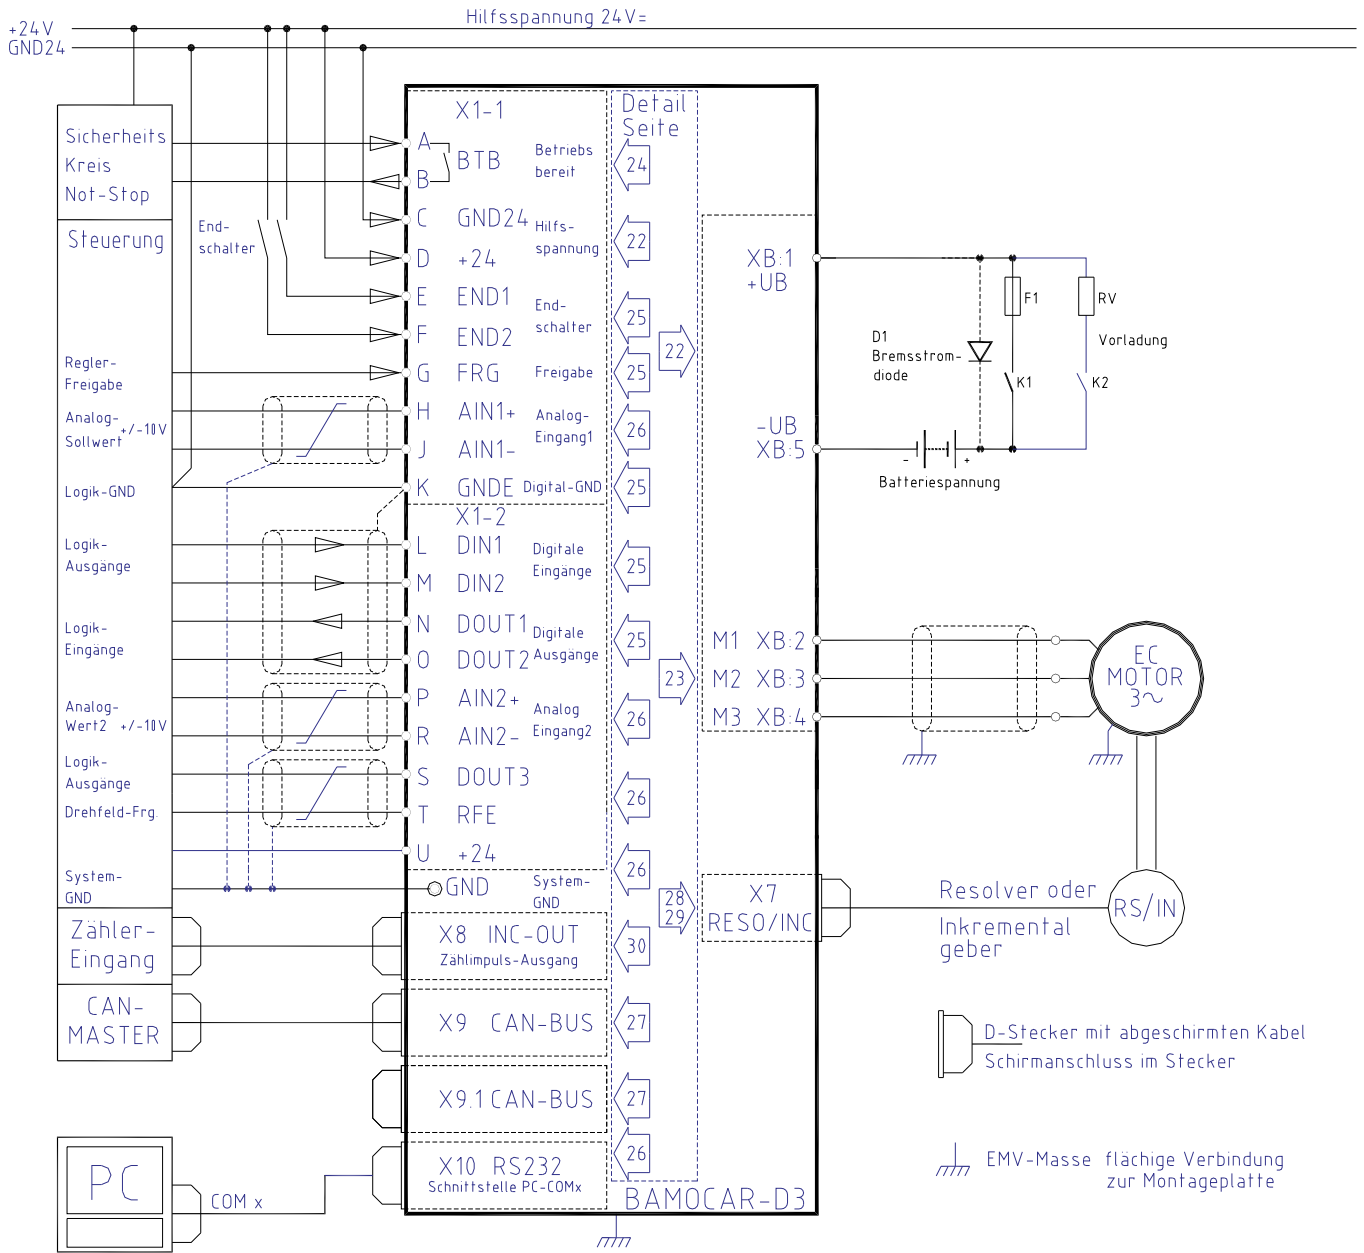 Hilfsspannung 24V=
+24V
GND24
Sicherheits
Kreis
Not-Stop
Steuerung
End-
schalter
Regler-
Freigabe
Analog-
+/-10V
Sollwert
Logik-GND
Logik-
Ausgänge
Logik-
Eingänge
Analog-
Wert2 +/-10V
Logik-
Ausgänge
Drehfeld-Frg.
System-
GND
Zähler-
Eingang
CAN-
MASTER
PC
COM x
X1-1
A
BTB
B
Betriebs
bereit
C GND24
Hilfs-
spannung
D +24
E END1
End-
schalter
F END2
G FRG Freigabe
H AIN1+
Analog-
Eingang1
J AIN1-
K GNDE Digital-GND
X1-2
L DIN1
Digitale
Eingänge
M DIN2
N DOUT1
Digitale
Ausgänge
O DOUT2
P AIN2+
Analog
Eingang2
R AIN2-
S DOUT3
T RFE
U +24
GND
System-
GND
X8 INC-OUT
Zählimpuls-Ausgang
X9 CAN-BUS
X9.1 CAN-BUS
X10 RS232
Schnittstelle PC-COMx
Detail
Seite
24
22
25
25
26
25
25
25
26
26
26
30
27
27
26
22
23
28
29
BAMOCAR-D3
XB:1
+UB
-UB
XB:5
M1 XB:2
M2 XB:3
M3 XB:4
X7
RESO/INC
D1
Bremsstrom-
diode
F1
RV
Vorladung
K1
K2
- +
Batteriespannung
EC
MOTOR
3~
Resolver oder
Inkremental
geber
RS/IN
D-Stecker mit abgeschirmten Kabel
Schirmanschluss im Stecker
EMV-Masse flächige Verbindung
zur Montageplatte